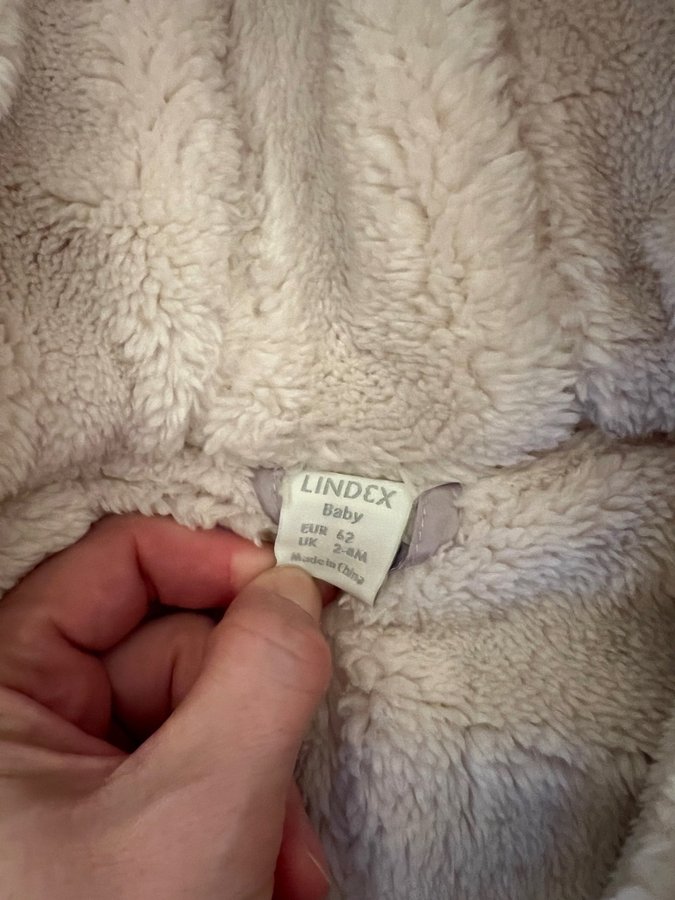 LINDEX
Baby
EUR 62
UK 2-4M
Made in China